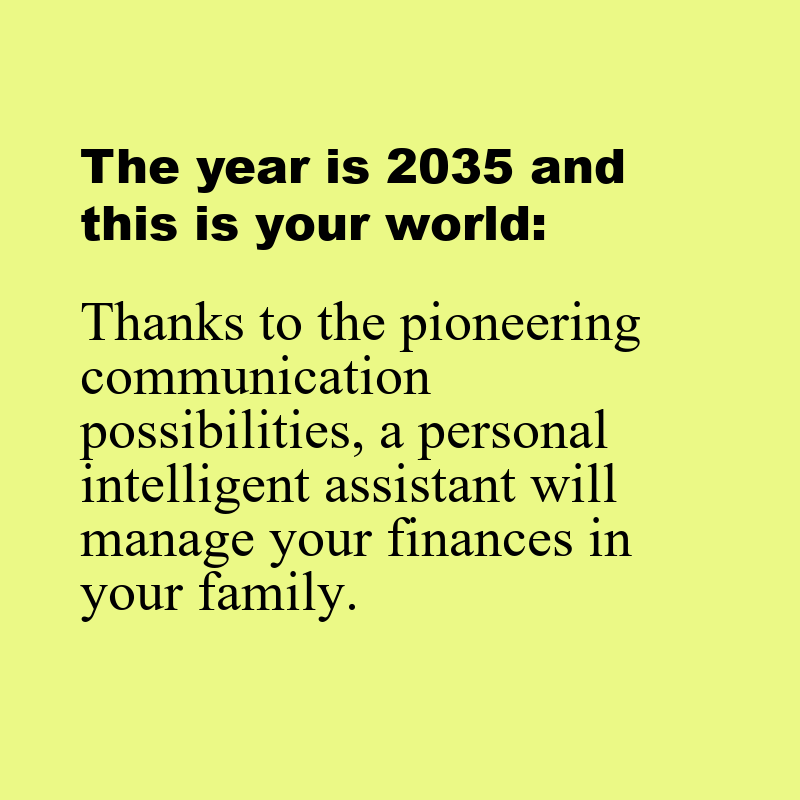 The year is 2035 and
this is your world:
Thanks to the pioneering
communication
possibilities, a personal
intelligent assistant will
manage your finances in
your family.